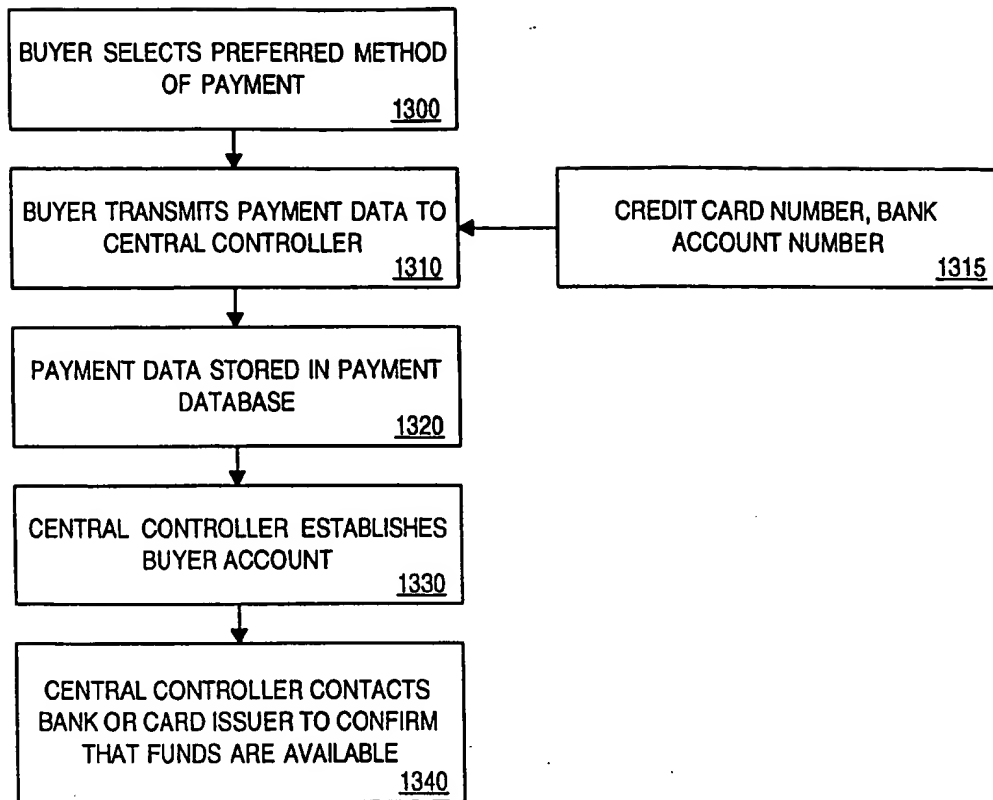 BUYER SELECTS PREFERRED METHOD
OF PAYMENT
1300
BUYER TRANSMITS PAYMENT DATA TO
CENTRAL CONTROLLER
1310
CREDIT CARD NUMBER, BANK
ACCOUNT NUMBER
1315
PAYMENT DATA STORED IN PAYMENT
DATABASE
1320
CENTRAL CONTROLLER ESTABLISHES
BUYER ACCOUNT
1330
CENTRAL CONTROLLER CONTACTS
BANK OR CARD ISSUER TO CONFIRM
THAT FUNDS ARE AVAILABLE
1340